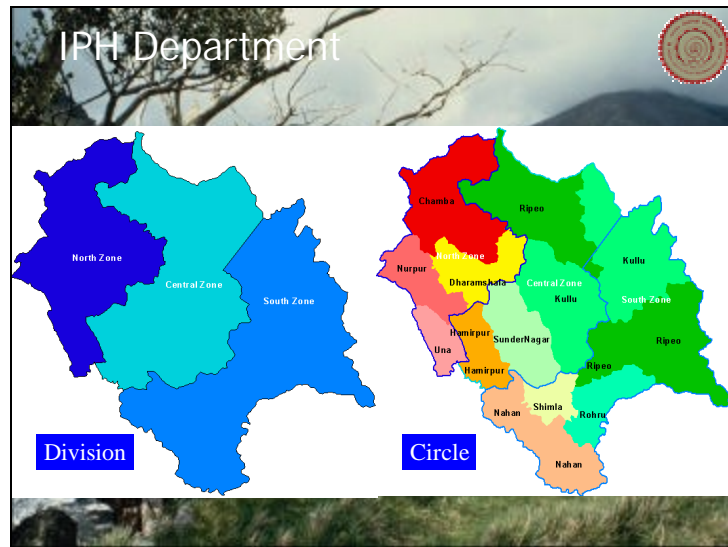 IPH Department
North Zone
Central Zone
South Zone
Division
Chamba
Ripeo
North Zone
Nurpur
Dharamshala
Central Zone
Kullu
Kullu
South Zone
Hamirpur
SunderNagar
Una
Hamirpur
Ripeo
Ripeo
Nahan
Shimla
Rohru
Nahan
Circle